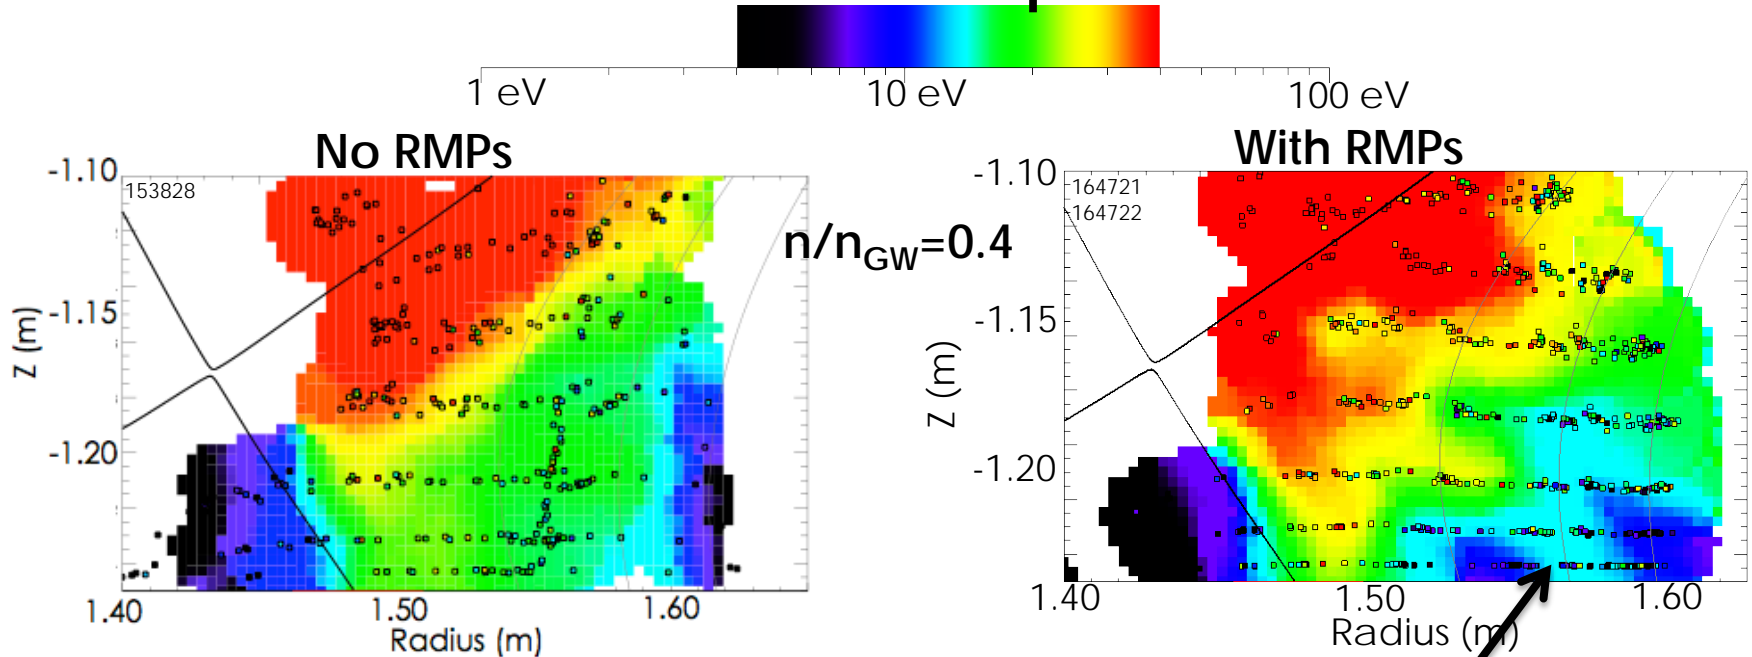 1 eV 10 eV 100 eV
No RMPs
With RMPs
n/nGW=0.4
153828
-1.10
-1.15
-1.20
Z (m)
1.40 1.50 1.60
Radius (m)
164721
164722
-1.10
-1.15
-1.20
Z (m)
1.40 1.50 1.60
Radius (m)